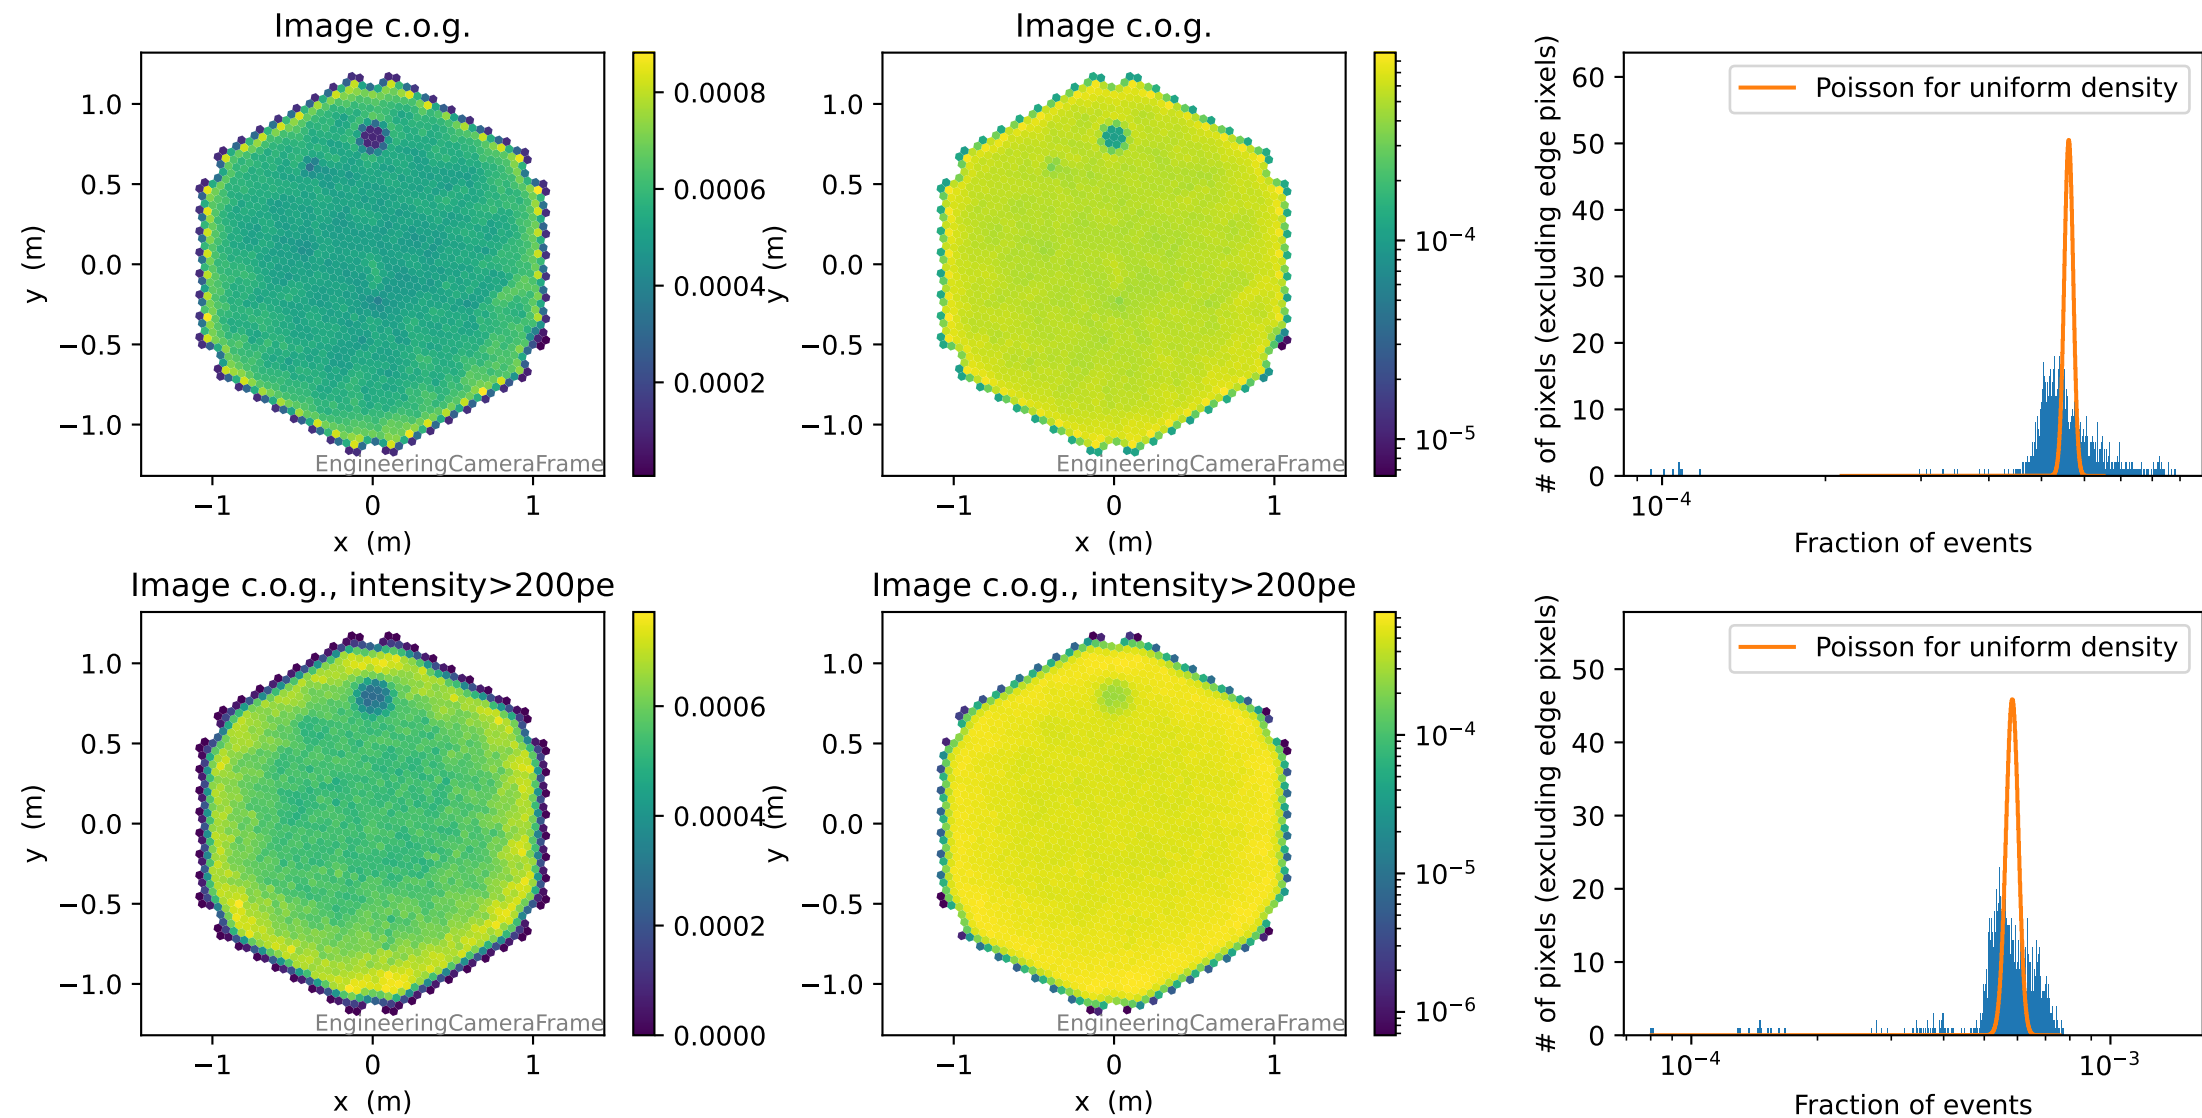 Image c.o.g.
1.0
0.5
0.0
−0.5
−1.0
y (m)
−1
0
1
x (m)
EngineeringCameraFrame
0.0008
0.0006
0.0004
0.0002
Image c.o.g.
1.0
0.5
0.0
−0.5
−1.0
y (m)
−1
0
1
x (m)
EngineeringCameraFrame
10⁻⁴
10⁻⁵
# of pixels (excluding edge pixels)
60
50
40
30
20
10
0
Poisson for uniform density
10⁻⁴
Fraction of events
Image c.o.g., intensity>200pe
1.0
0.5
0.0
−0.5
−1.0
y (m)
−1
0
1
x (m)
EngineeringCameraFrame
0.0006
0.0004
0.0002
0.0000
Image c.o.g., intensity>200pe
1.0
0.5
0.0
−0.5
−1.0
y (m)
−1
0
1
x (m)
EngineeringCameraFrame
10⁻⁴
10⁻⁵
10⁻⁶
# of pixels (excluding edge pixels)
50
40
30
20
10
0
Poisson for uniform density
10⁻⁴
10⁻³
Fraction of events